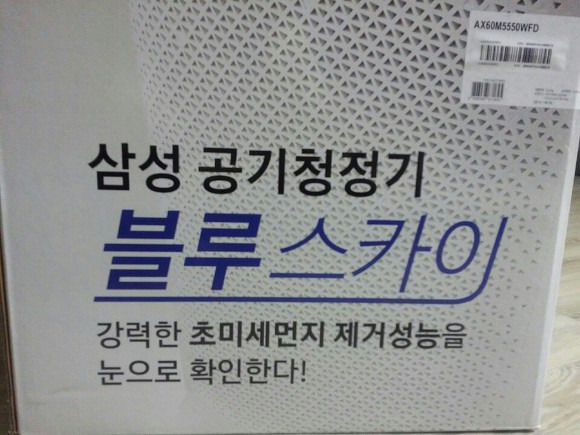 AX60M5550WFD
삼성 공기청정기
블루스카이
강력한 초미세먼지 제거성능을
눈으로 확인한다!